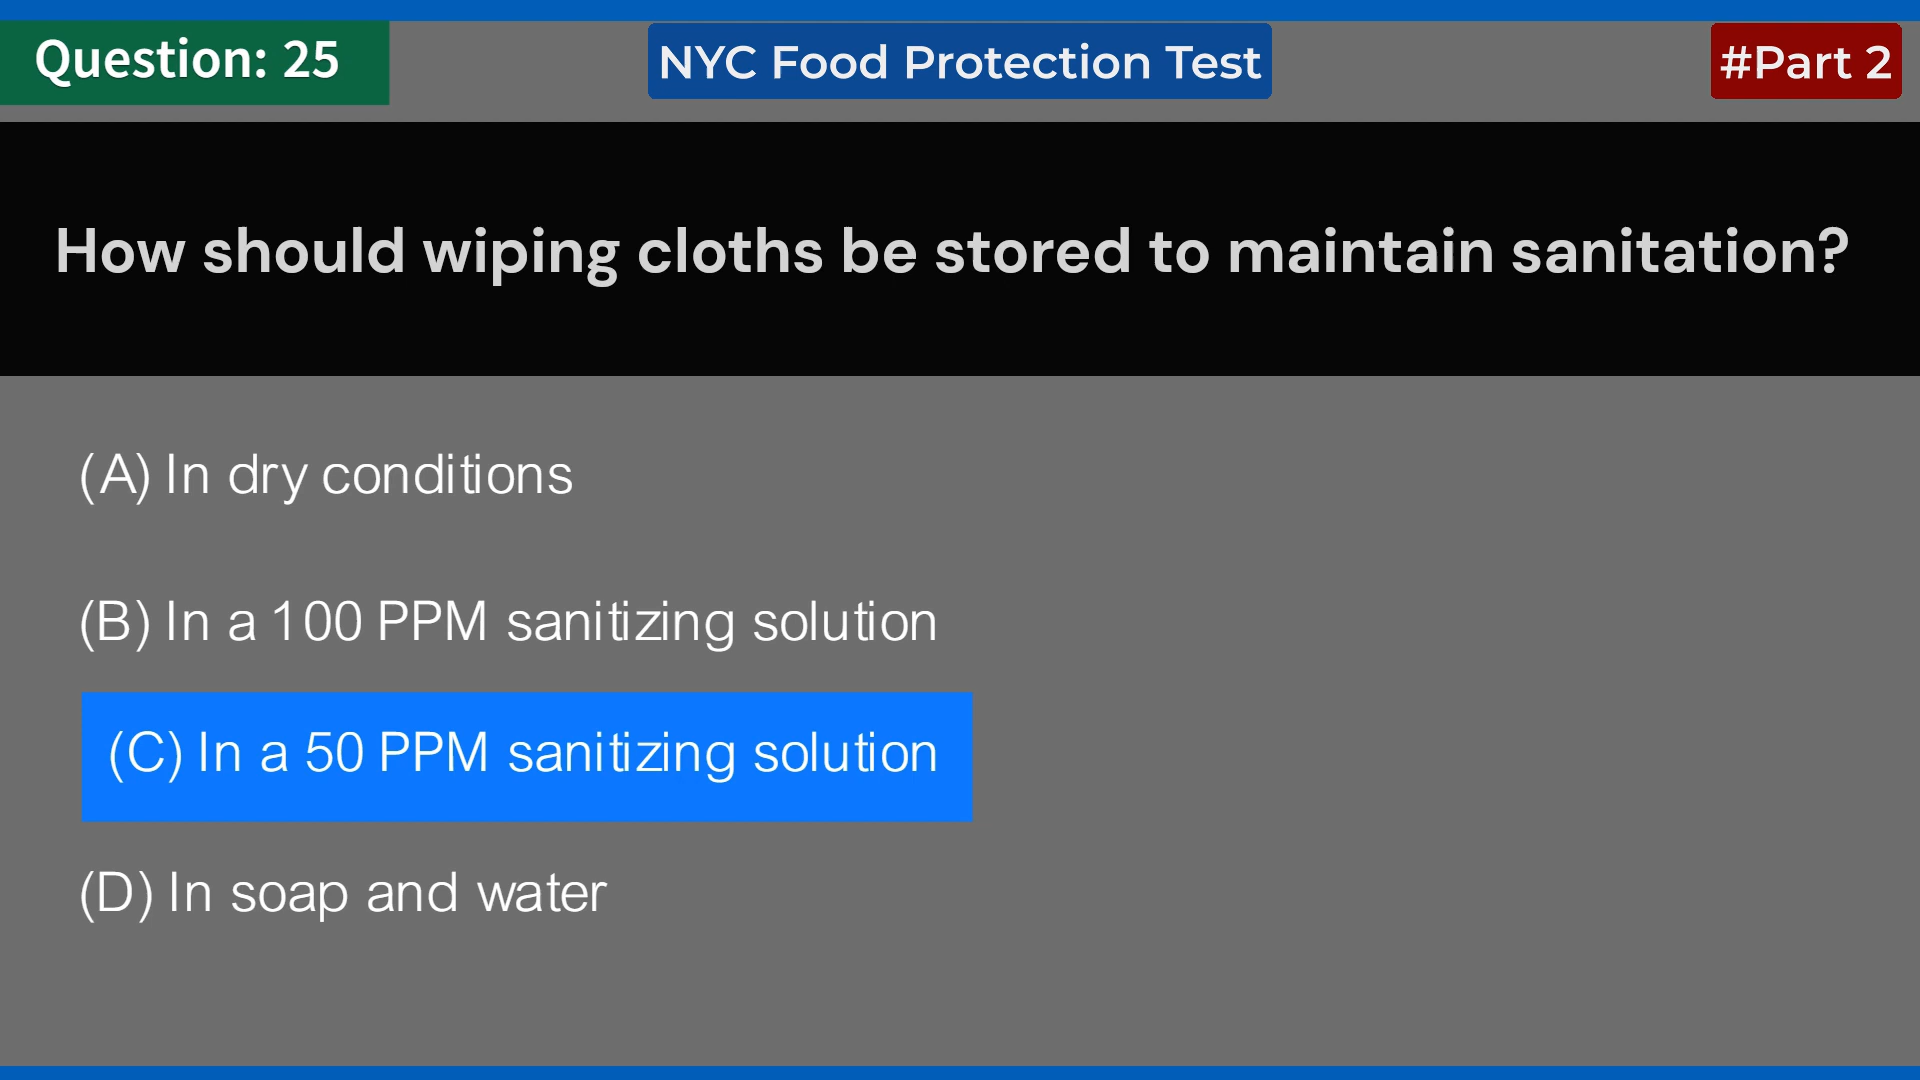 Question: 25
NYC Food Protection Test
#Part 2
How should wiping cloths be stored to maintain sanitation?
(A) In dry conditions
(B) In a 100 PPM sanitizing solution
(C) In a 50 PPM sanitizing solution
(D) In soap and water